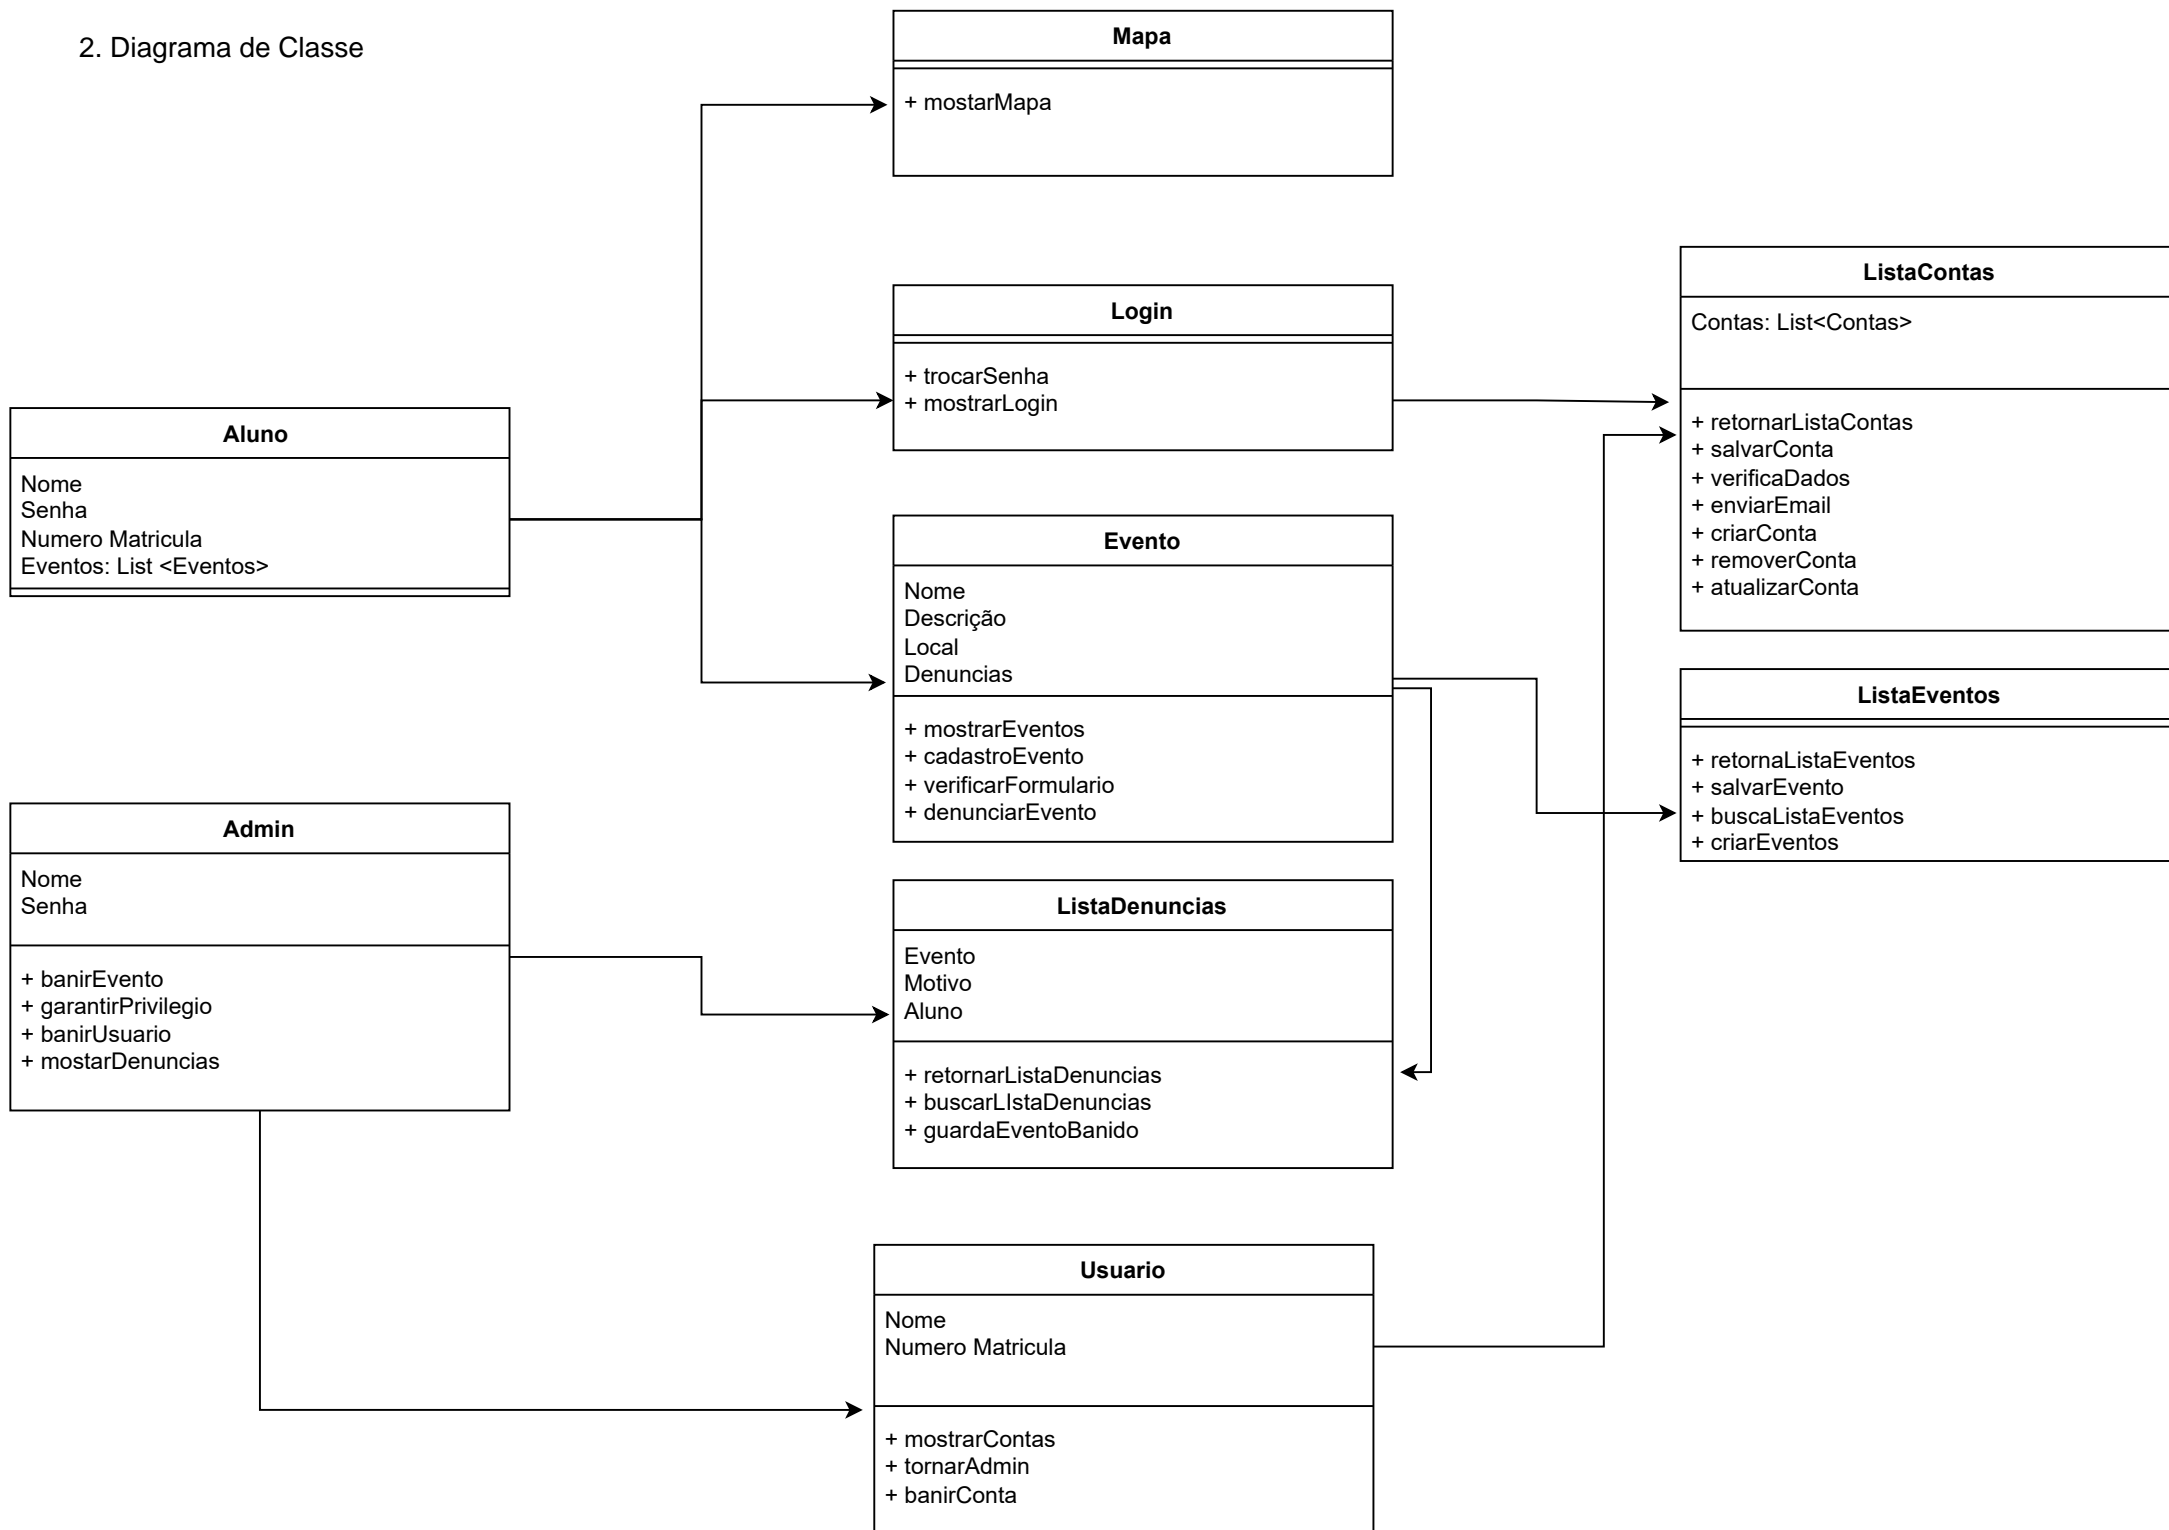 2. Diagrama de Classe
Mapa
+ mostarMapa
Login
+ trocarSenha
+ mostrarLogin
ListaContas
Contas: List<Contas>
+ retornarListaContas
+ salvarConta
+ verificaDados
+ enviarEmail
+ criarConta
+ removerConta
+ atualizarConta
Aluno
Nome
Senha
Numero Matricula
Eventos: List <Eventos>
Evento
Nome
Descrição
Local
Denuncias
+ mostrarEventos
+ cadastroEvento
+ verificarFormulario
+ denunciarEvento
ListaEventos
+ retornaListaEventos
+ salvarEvento
+ buscaListaEventos
+ criarEventos
Admin
Nome
Senha
+ banirEvento
+ garantirPrivilegio
+ banirUsuario
+ mostarDenuncias
ListaDenuncias
Evento
Motivo
Aluno
+ retornarListaDenuncias
+ buscarLIstaDenuncias
+ guardaEventoBanido
Usuario
Nome
Numero Matricula
+ mostrarContas
+ tornarAdmin
+ banirConta